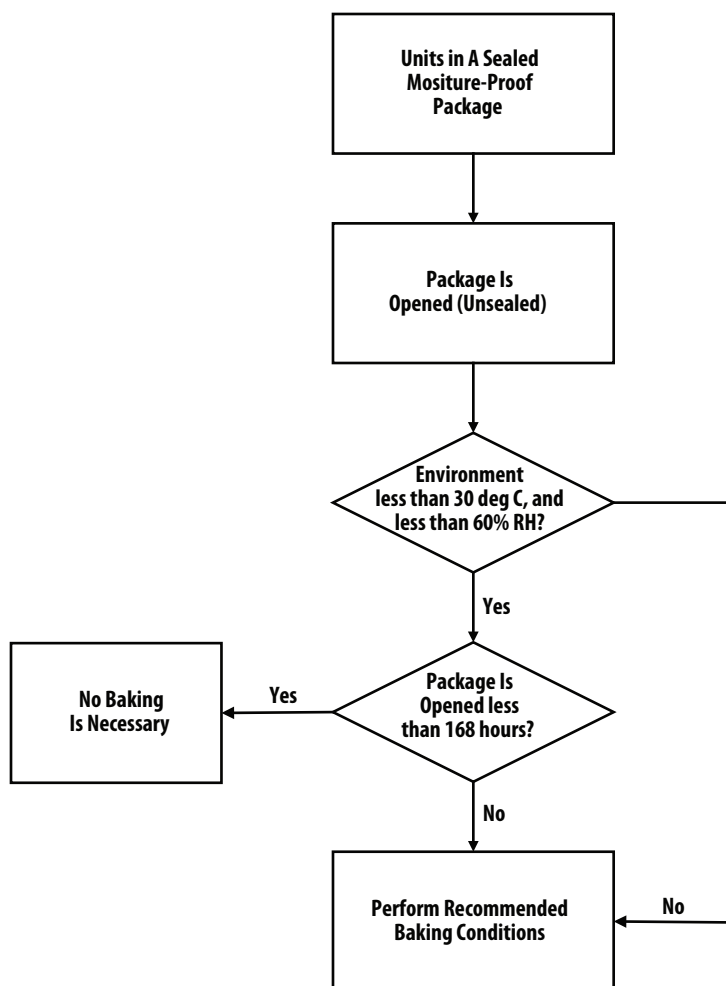 Units in A Sealed
Mositure-Proof
Package
Package Is
Opened (Unsealed)
Environment
less than 30 deg C, and
less than 60% RH?
Yes
No Baking
Is Necessary
Yes
Package Is
Opened less
than 168 hours?
No
Perform Recommended
Baking Conditions
No